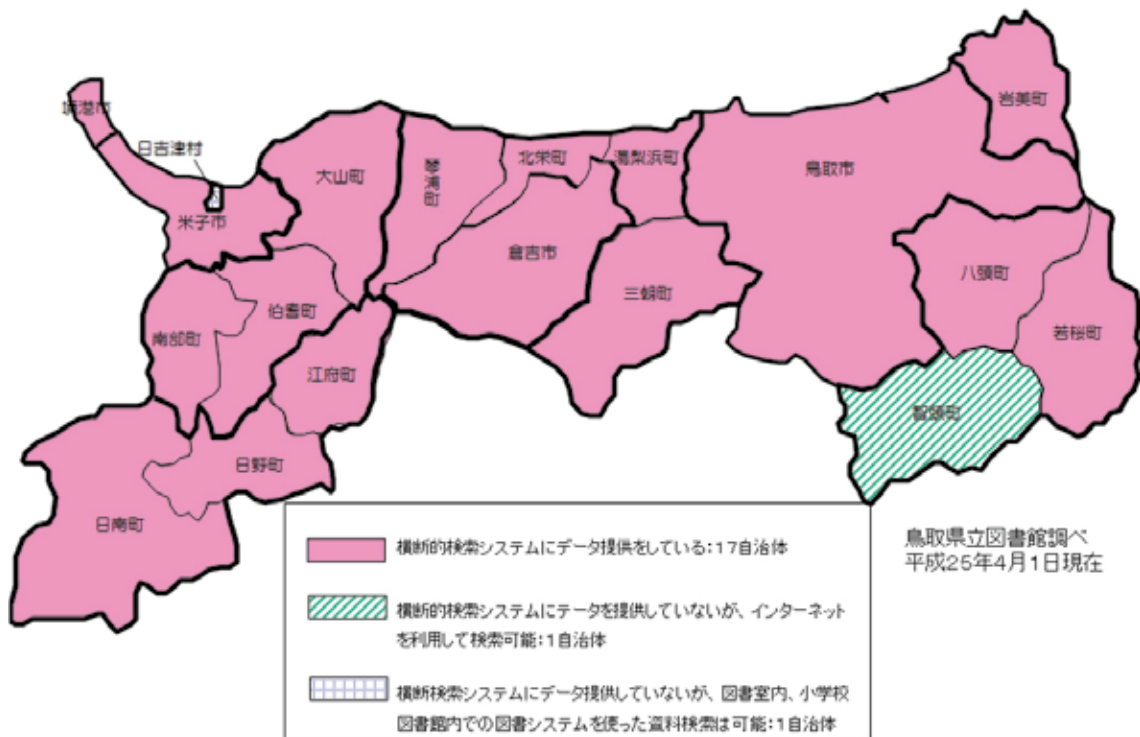 境港市
日吉津村
米子市
大山町
琴浦町
北栄町
湯梨浜町
鳥取市
岩美町
倉吉市
三朝町
八頭町
若桜町
智頭町
南部町
伯耆町
江府町
日野町
日南町
横断的検索システムにデータ提供をしている：17自治体
横断的検索システムにテータを提供していないが、インターネット
を利用して検索可能：1自治体
横断検索システムにデータ提供していないが、図書室内、小学校
図書館内での図書システムを使った資料検索は可能：1自治体
鳥取県立図書館調べ
平成25年4月1日現在